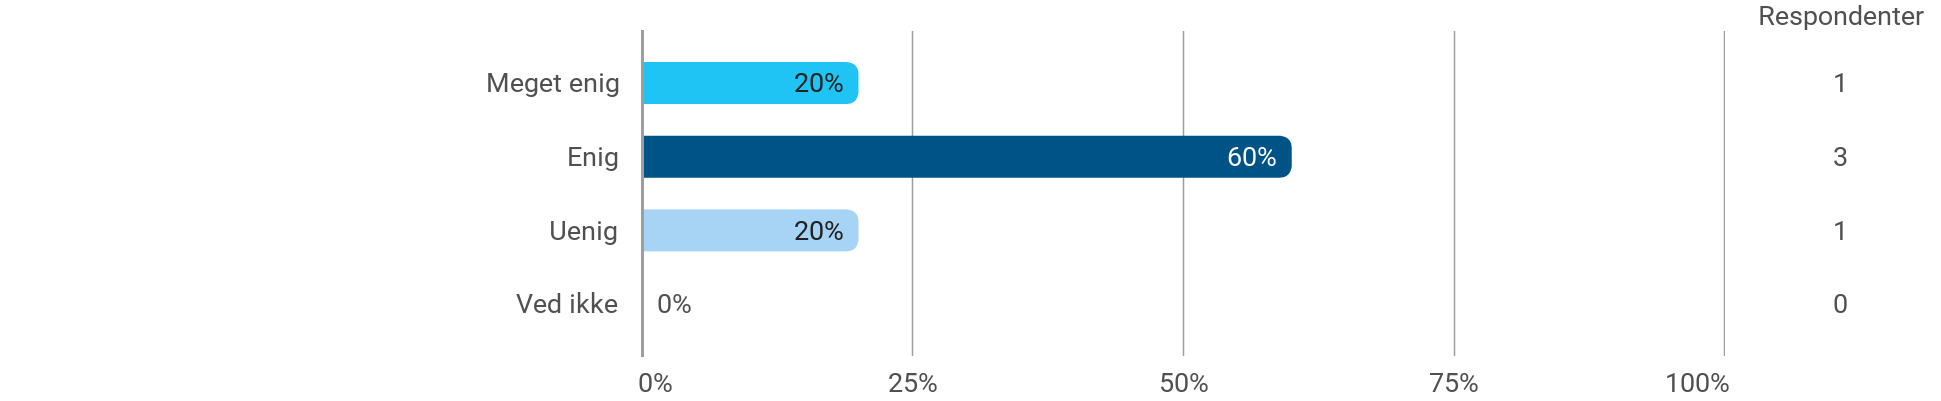 Respondenter
Meget enig 20% 1
Enig 60% 3
Uenig 20% 1
Ved ikke 0% 0
0% 25% 50% 75% 100%